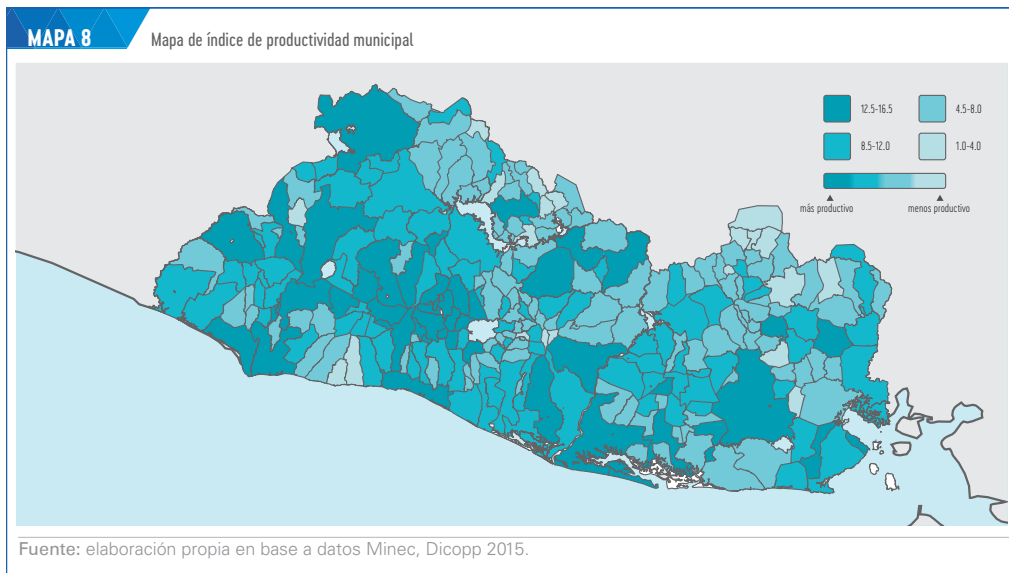 MAPA 8
Mapa de índice de productividad municipal
12.5-16.5
4.5-8.0
8.5-12.0
1.0-4.0
más productivo
menos productivo
Fuente: elaboración propia en base a datos Minec, Dicopp 2015.